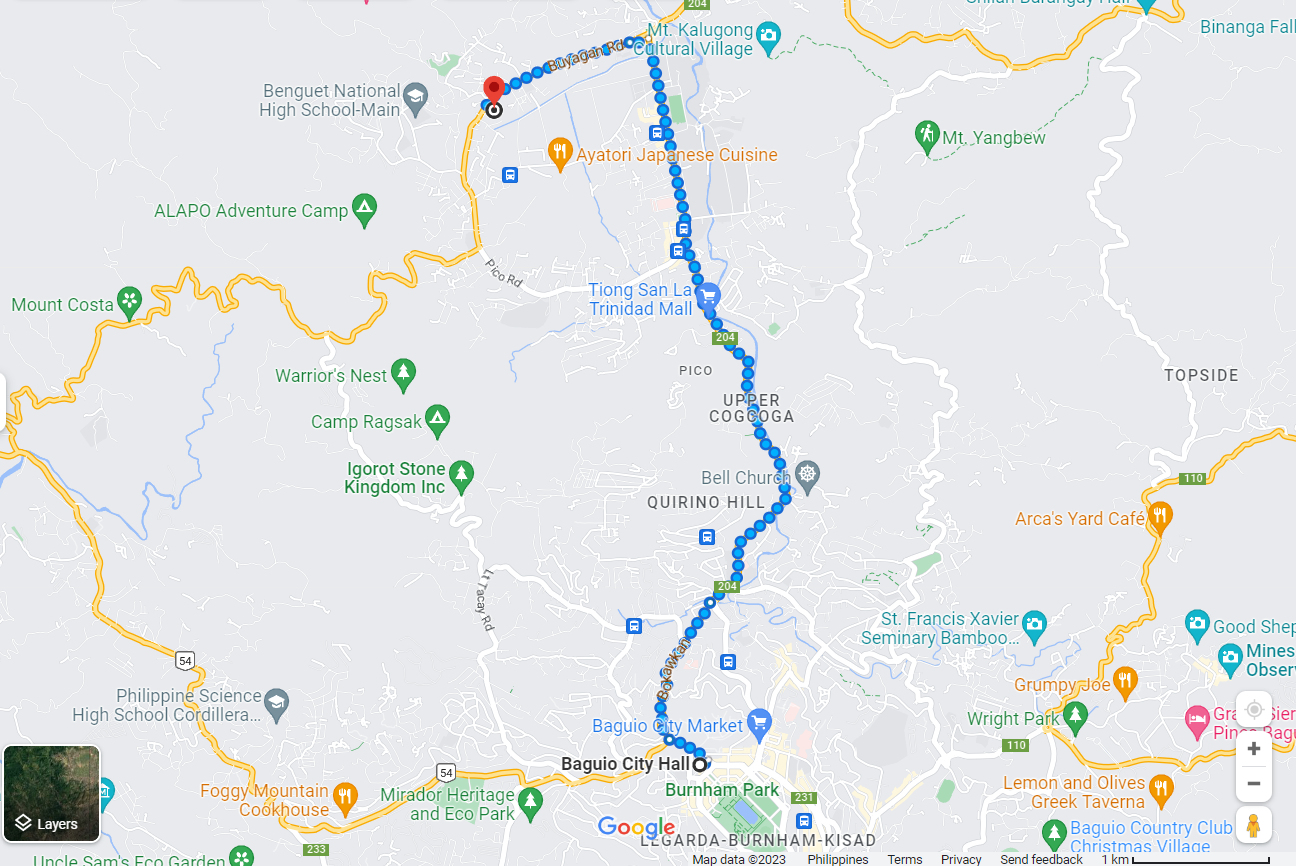 204
Chilan Barangay Hall
Mt. Kalugong
Cultural Village
Binanga Fall
Buyagan Rd
Benguet National
High School-Main
Mt. Yangbew
Ayatori Japanese Cuisine
ALAPO Adventure Camp
Pico Rd
Mount Costa
Tiong San La
Trinidad Mall
204
PICO
Warrior's Nest
TOPSIDE
UPPER
COGCOGA
Camp Ragsak
Igorot Stone
Kingdom Inc
Bell Church
110
QUIRINO HILL
Arca's Yard Café
204
Lt Tacay Rd
St. Francis Xavier
Seminary Bamboo...
Good Shep
Mines
Observ
54
Bokawkan
Grumpy Joe
Philippine Science
High School Cordillera...
Baguio City Market
Wright Park
Gra
Sier
Pines Bagu
110
Baguio City Hall
54
Foggy Mountain
Cookhouse
Mirador Heritage
and Eco Park
Burnham Park
231
Lemon and Olives
Greek Taverna
Layers
Google
LEGARDA-BURNHAM-KISAD
Baguio Country Club
Christmas Village
233
Uncle Sam's Eco Garden
Map data ©2023
Philippines
Terms
Privacy
Send feedback
1 km